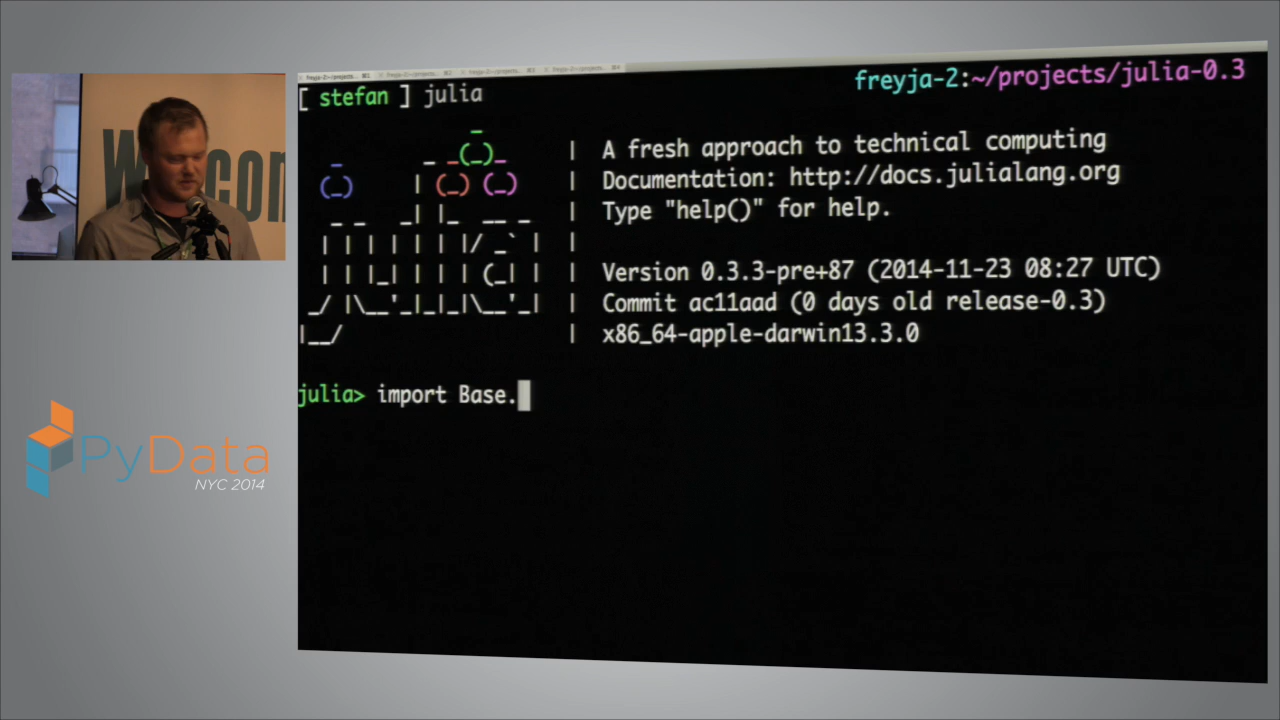 [ stefan ] julia
freyja-2:~/projects/julia-0.3
A fresh approach to technical computing
Documentation: http://docs.julialang.org
Type "help()" for help.
Version 0.3.3-pre+87 (2014-11-23 08:27 UTC)
Commit ac11aad (0 days old release-0.3)
x86_64-apple-darwin13.3.0
julia> import Base.
PyData
NYC 2014